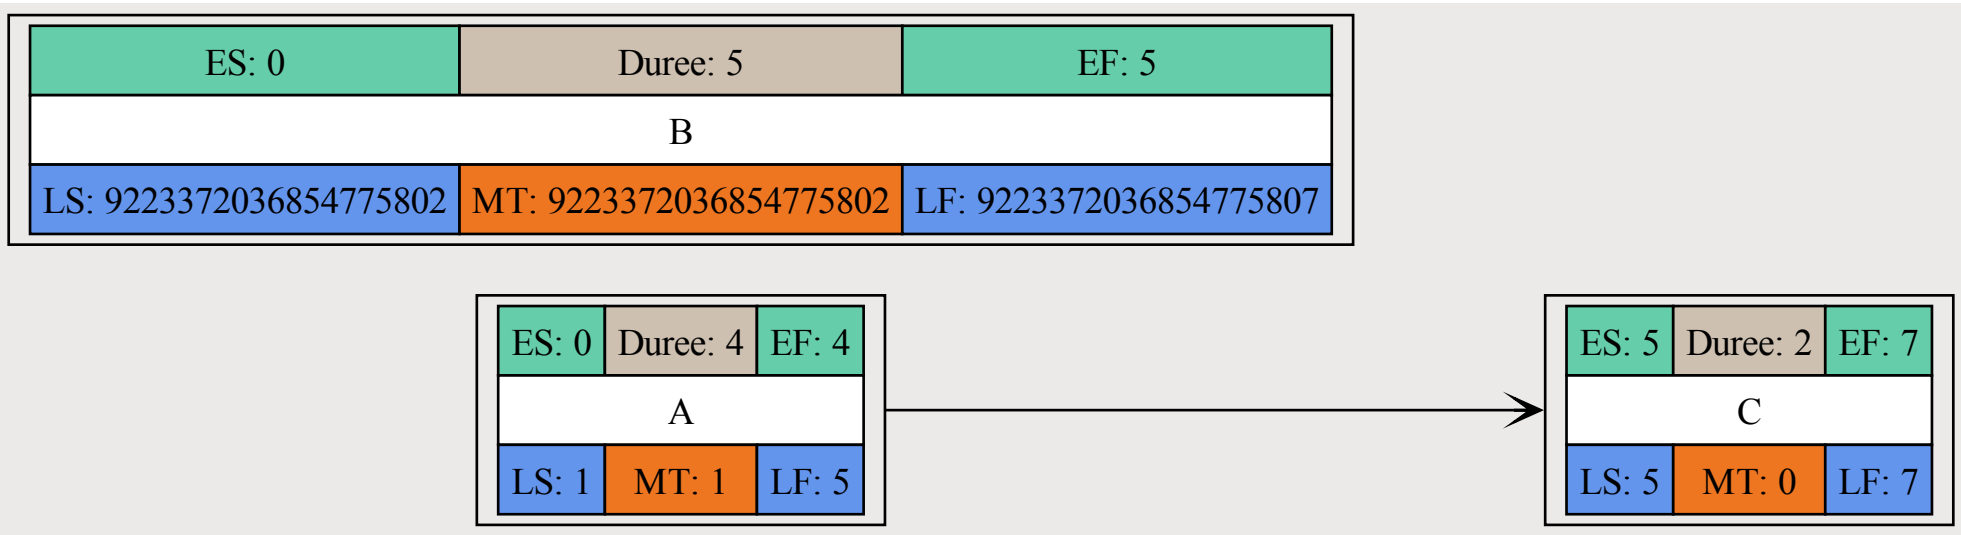 ES: 0 Duree: 5 EF: 5
B
LS: 9223372036854775802 MT: 9223372036854775802 LF: 9223372036854775807
ES: 0 Duree: 4 EF: 4
A
LS: 1 MT: 1 LF: 5
ES: 5 Duree: 2 EF: 7
C
LS: 5 MT: 0 LF: 7